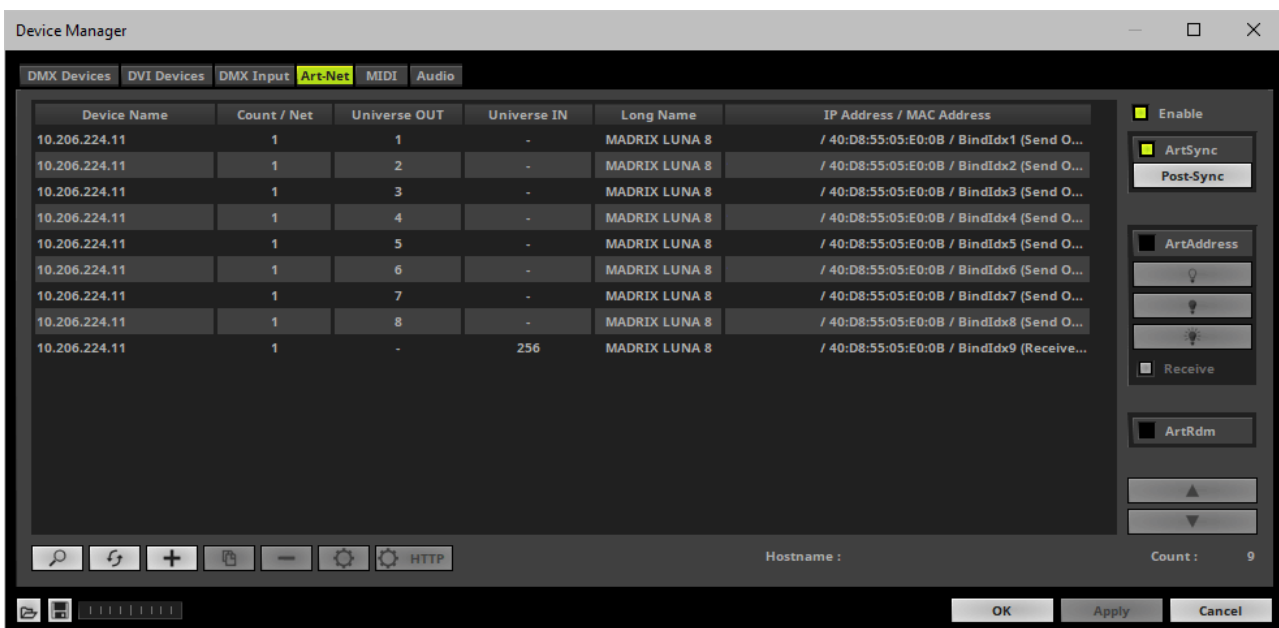 Device Manager
DMX Devices DVI Devices DMX Input Art-Net MIDI Audio
Device Name Count / Net Universe OUT Universe IN Long Name IP Address / MAC Address
10.206.224.11 1 1 - MADRIX LUNA 8 / 40:D8:55:05:E0:0B / BindIdx1 (Send O...
10.206.224.11 1 2 - MADRIX LUNA 8 / 40:D8:55:05:E0:0B / BindIdx2 (Send O...
10.206.224.11 1 3 - MADRIX LUNA 8 / 40:D8:55:05:E0:0B / BindIdx3 (Send O...
10.206.224.11 1 4 - MADRIX LUNA 8 / 40:D8:55:05:E0:0B / BindIdx4 (Send O...
10.206.224.11 1 5 - MADRIX LUNA 8 / 40:D8:55:05:E0:0B / BindIdx5 (Send O...
10.206.224.11 1 6 - MADRIX LUNA 8 / 40:D8:55:05:E0:0B / BindIdx6 (Send O...
10.206.224.11 1 7 - MADRIX LUNA 8 / 40:D8:55:05:E0:0B / BindIdx7 (Send O...
10.206.224.11 1 8 - MADRIX LUNA 8 / 40:D8:55:05:E0:0B / BindIdx8 (Send O...
10.206.224.11 1 - 256 MADRIX LUNA 8 / 40:D8:55:05:E0:0B / BindIdx9 (Receive...
Enable
ArtSync
Post-Sync
ArtAddress
Receive
ArtRdm
HTTP
Hostname :
Count : 9
OK Apply Cancel